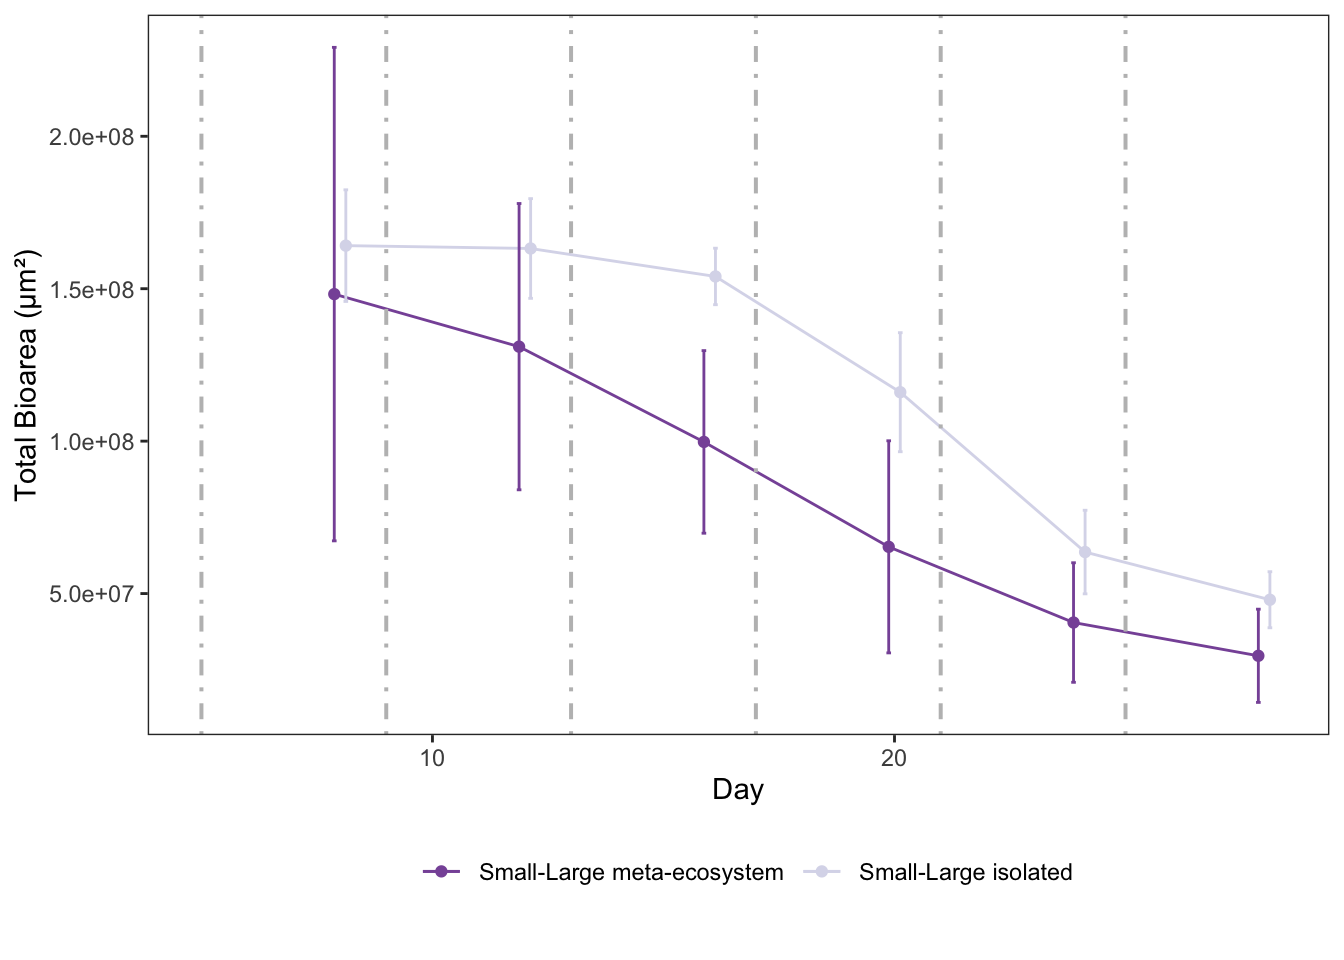 Total Bioarea (μm²)
2.0e+08
1.5e+08
1.0e+08
5.0e+07
10
20
Day
Small-Large meta-ecosystem
Small-Large isolated